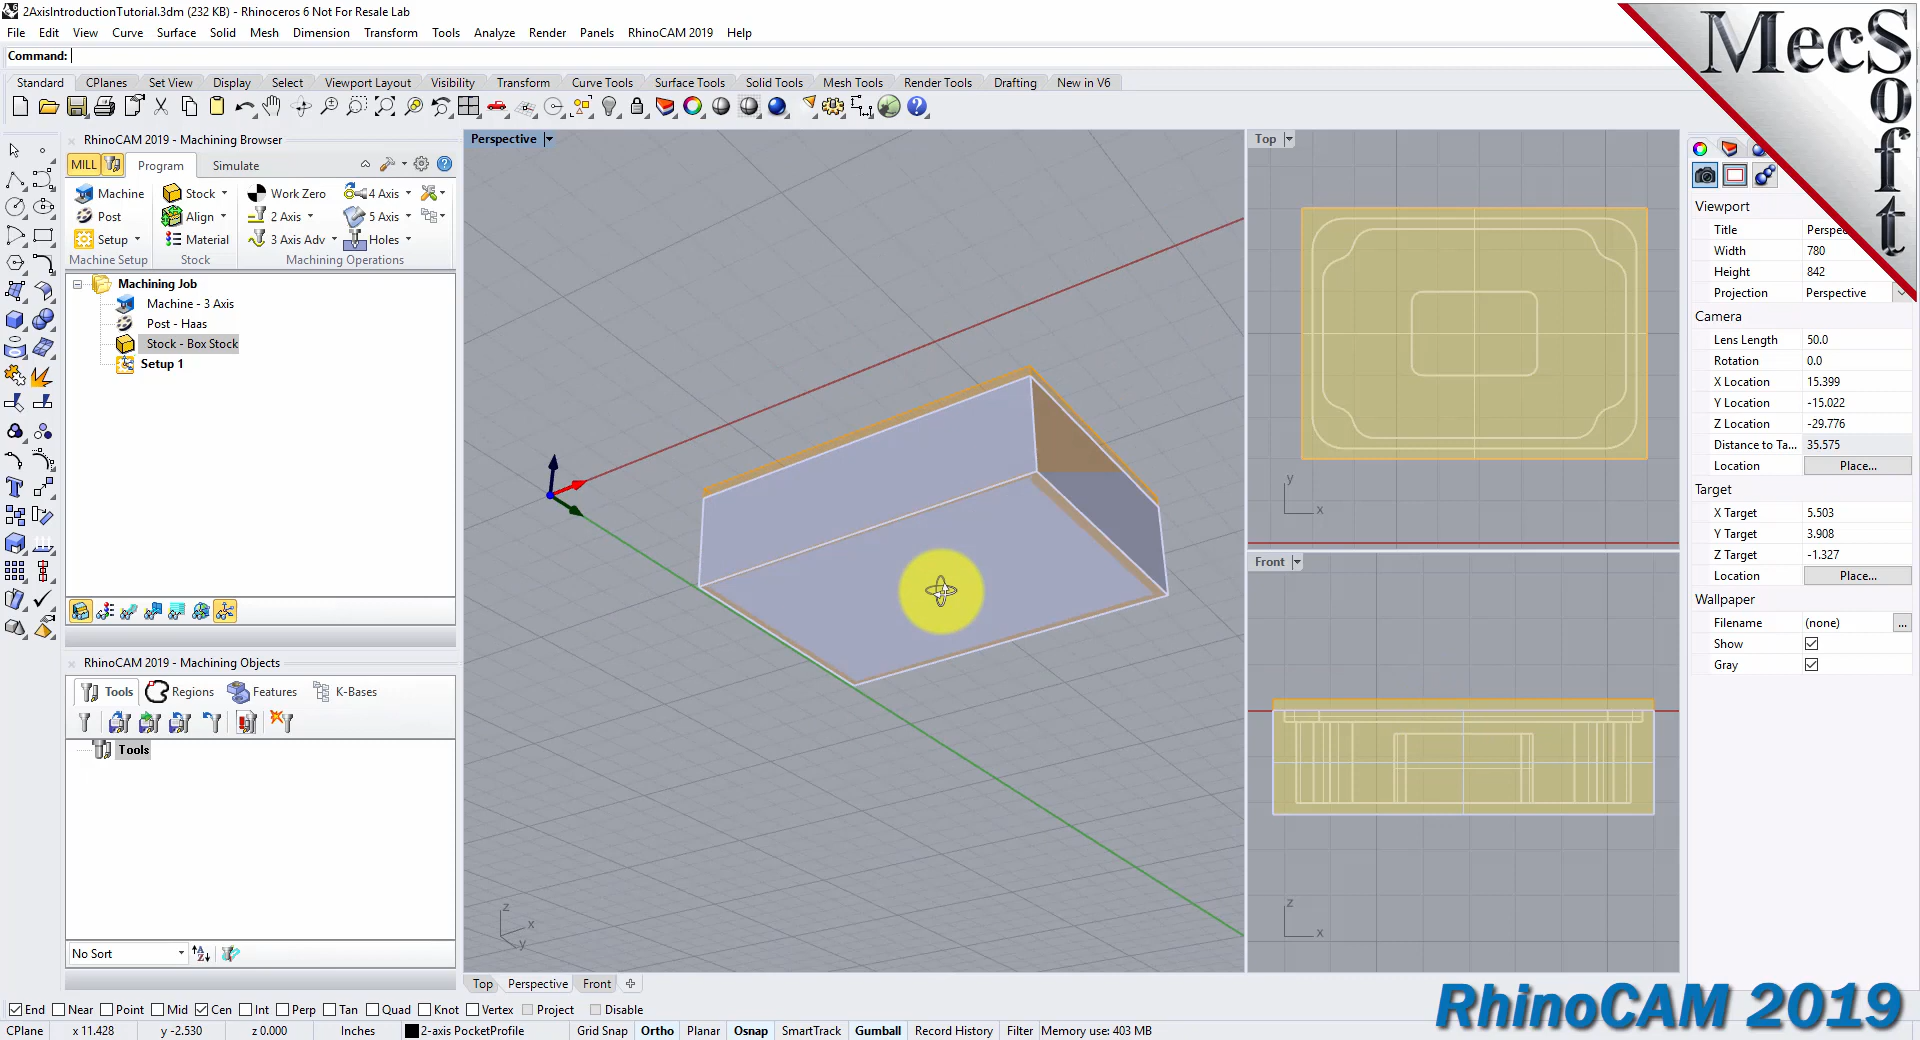 2AxisIntroductionTutorial.3dm (232 KB) - Rhinoceros 6 Not For Resale Lab
File Edit View Curve Surface Solid Mesh Dimension Transform Tools Analyze Render Panels RhinoCAM 2019 Help
Command:
Standard CPlanes Set View Display Select Viewport Layout Visibility Transform Curve Tools Surface Tools Solid Tools Mesh Tools Render Tools Drafting New in V6
MecSoft
RhinoCAM 2019 - Machining Browser
MILL Program Simulate
Machine Stock Work Zero 4 Axis
Post Align 2 Axis 5 Axis
Setup Material 3 Axis Adv Holes
Machine Setup Stock Machining Operations
Machining Job
Machine - 3 Axis
Post - Haas
Stock - Box Stock
Setup 1
RhinoCAM 2019 - Machining Objects
Tools Regions Features K-Bases
Tools
No Sort
Perspective
z
x
y
Top
y
x
Front
z
x
Viewport
Title
Width 780
Height 842
Projection Perspective
Camera
Lens Length 50.0
Rotation 0.0
X Location 15.399
Y Location -15.022
Z Location -29.776
Distance to Ta... 35.575
Location Place...
Target
X Target 5.503
Y Target 3.908
Z Target -1.327
Location Place...
Wallpaper
Filename (none) ...
Show
Gray
Top Perspective Front
RhinoCAM 2019
End Near Point Mid Cen Int Perp Tan Quad Knot Vertex Project Disable
CPlane x 11.428 y -2.530 z 0.000 Inches 2-axis PocketProfile Grid Snap Ortho Planar Osnap SmartTrack Gumball Record History Filter Memory use: 403 MB